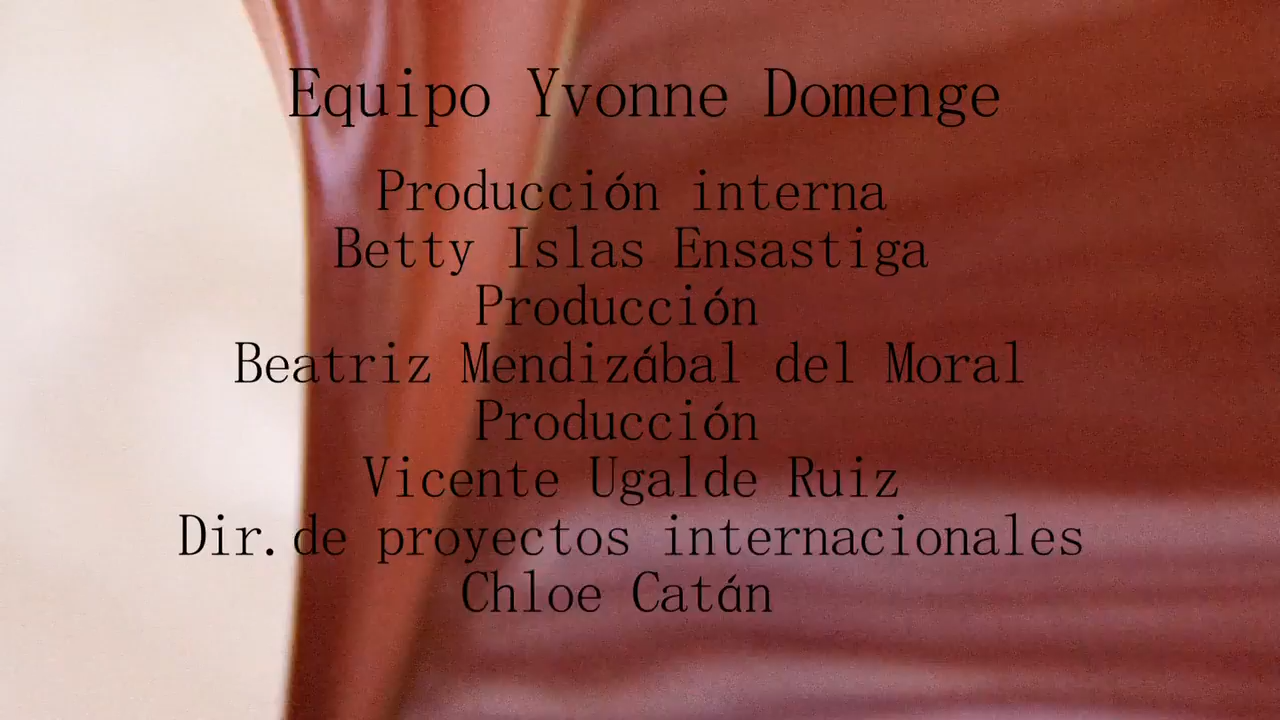 Equipo Yvonne Domenge
Producción interna
Betty Islas Ensastiga
Producción
Beatriz Mendizábal del Moral
Producción
Vicente Ugalde Ruiz
Dir. de proyectos internacionales
Chloe Catán